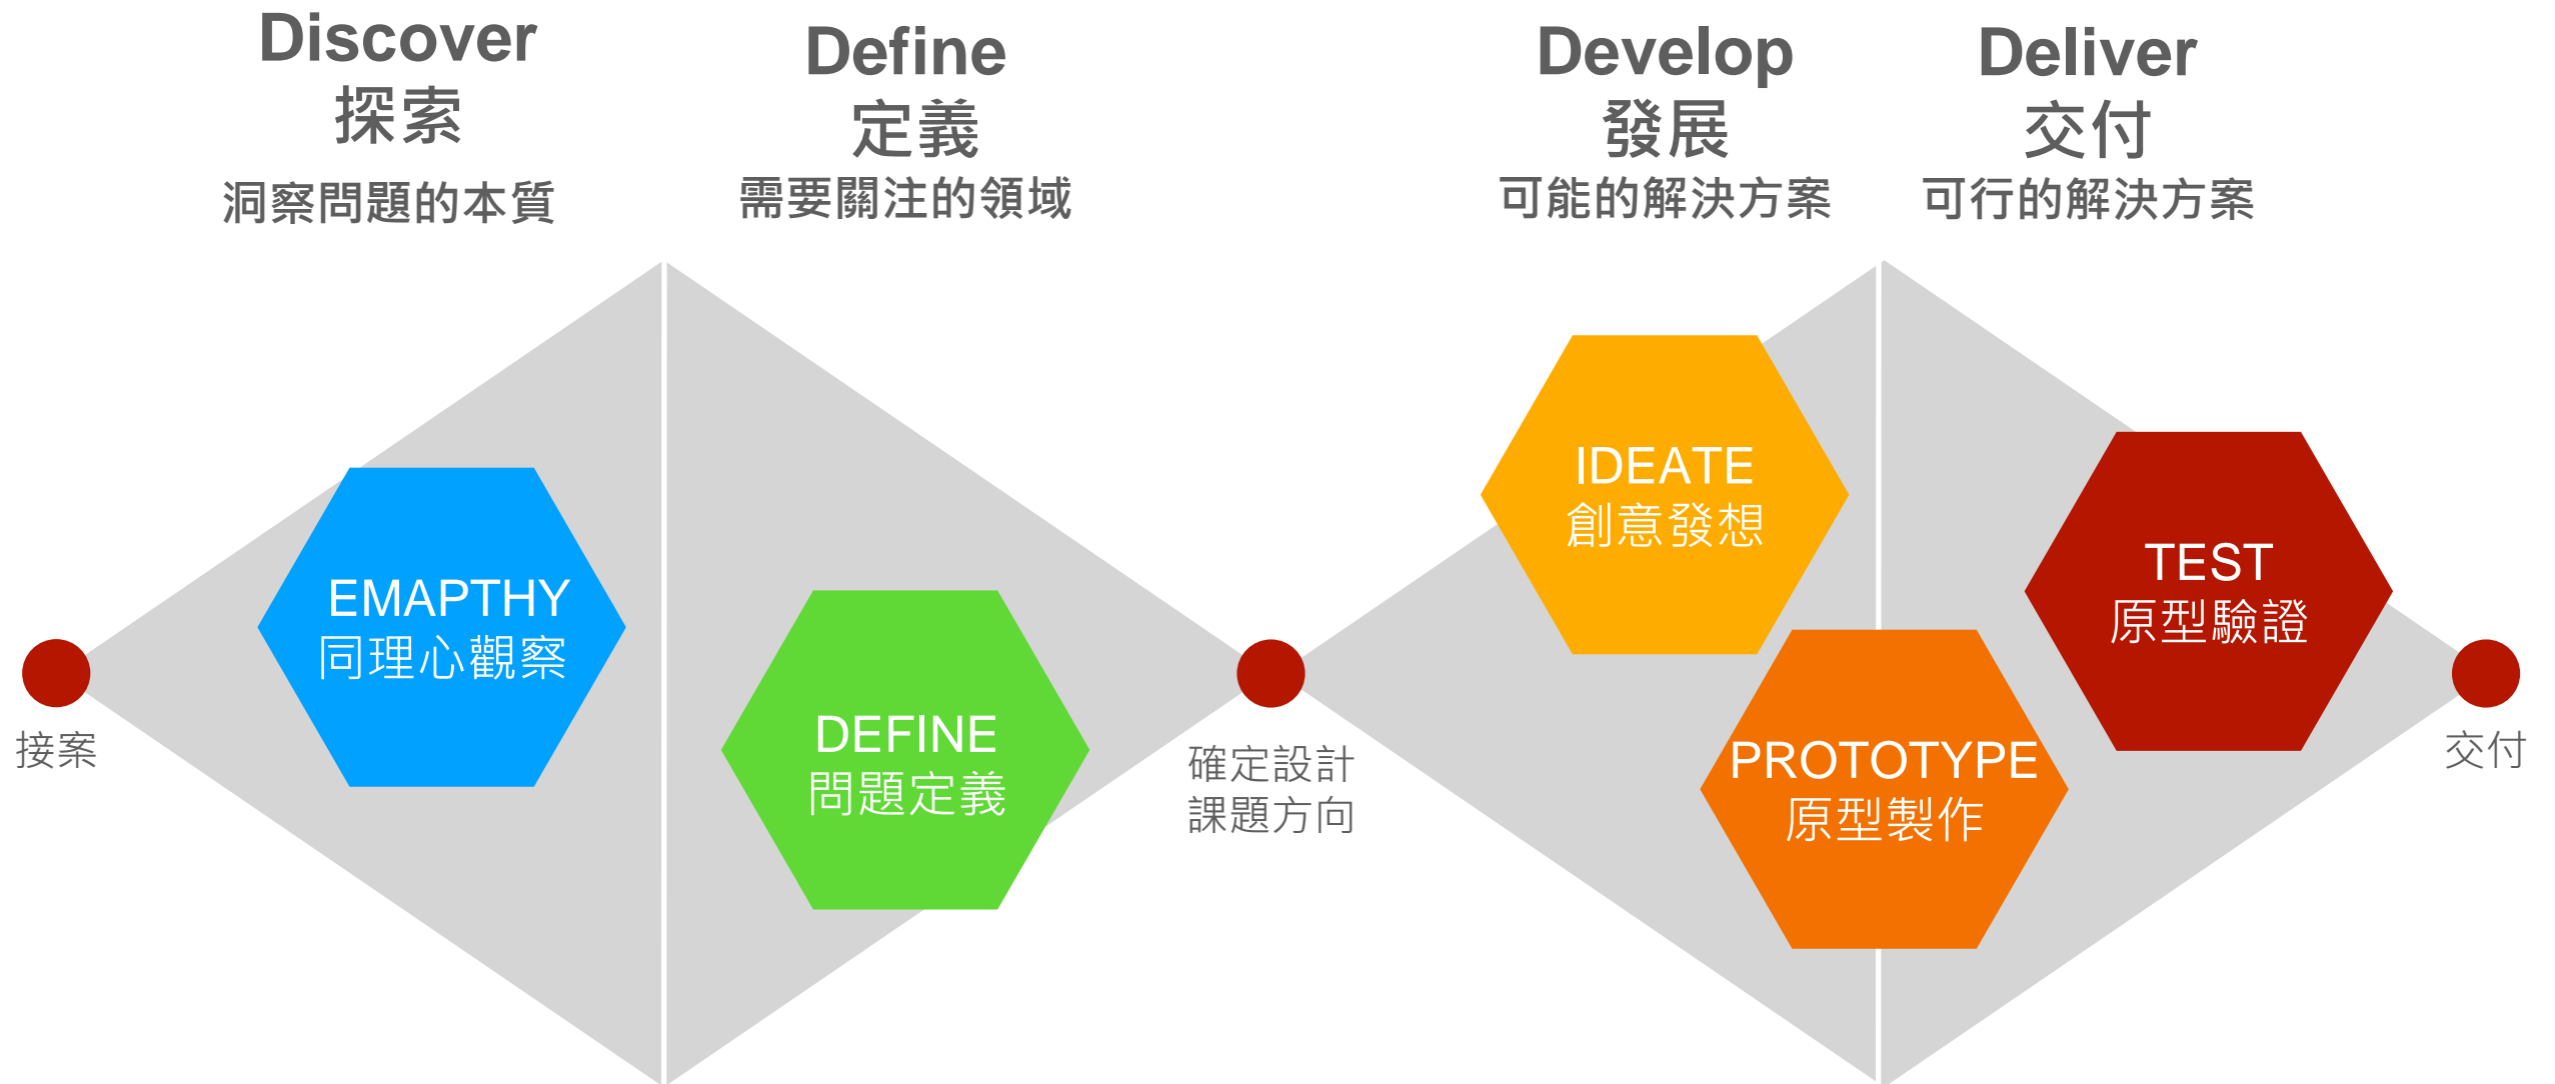 Discover
探索
洞察問題的本質
Define
定義
需要關注的領域
Develop
發展
可能的解決方案
Deliver
交付
可行的解決方案
EMAPTHY
同理心觀察
DEFINE
問題定義
IDEATE
創意發想
PROTOTYPE
原型製作
TEST
原型驗證
接案
確定設計
課題方向
交付